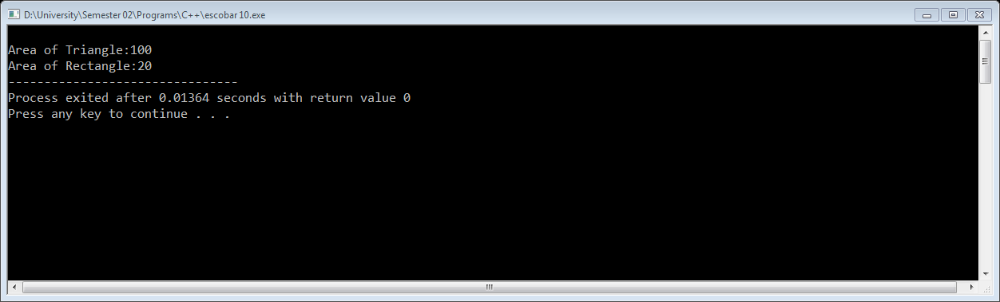 D:\University\Semester 02\Programs\C++\escobar 10.exe
Area of Triangle:100
Area of Rectangle:20
--------------------------------
Process exited after 0.01364 seconds with return value 0
Press any key to continue . . .